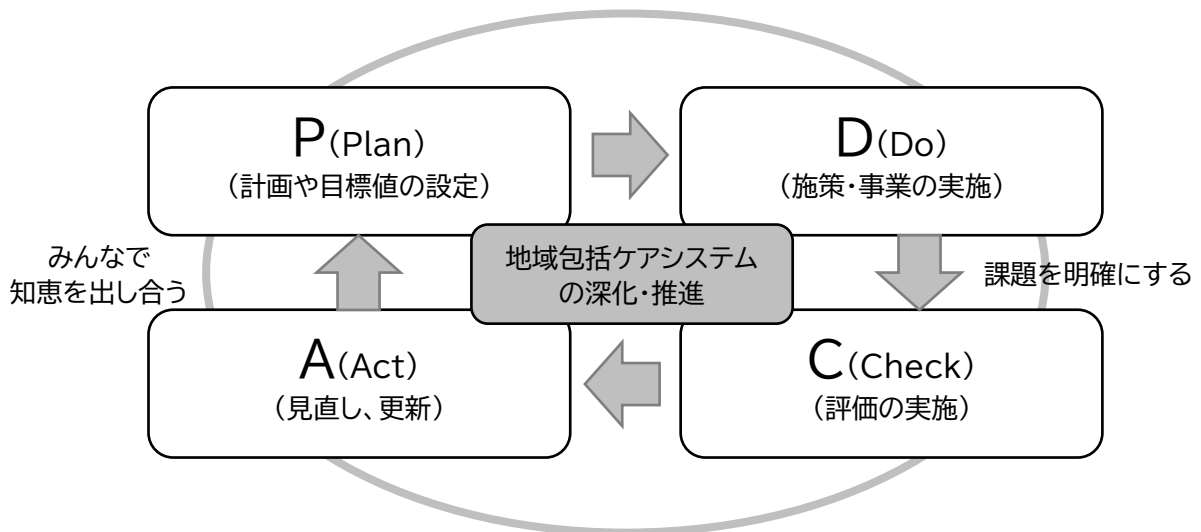 P(Plan)
(計画や目標値の設定)
D(Do)
(施策・事業の実施)
みんなで
知恵を出し合う
地域包括ケアシステム
の深化・推進
課題を明確にする
A(Act)
(見直し、更新)
C(Check)
(評価の実施)